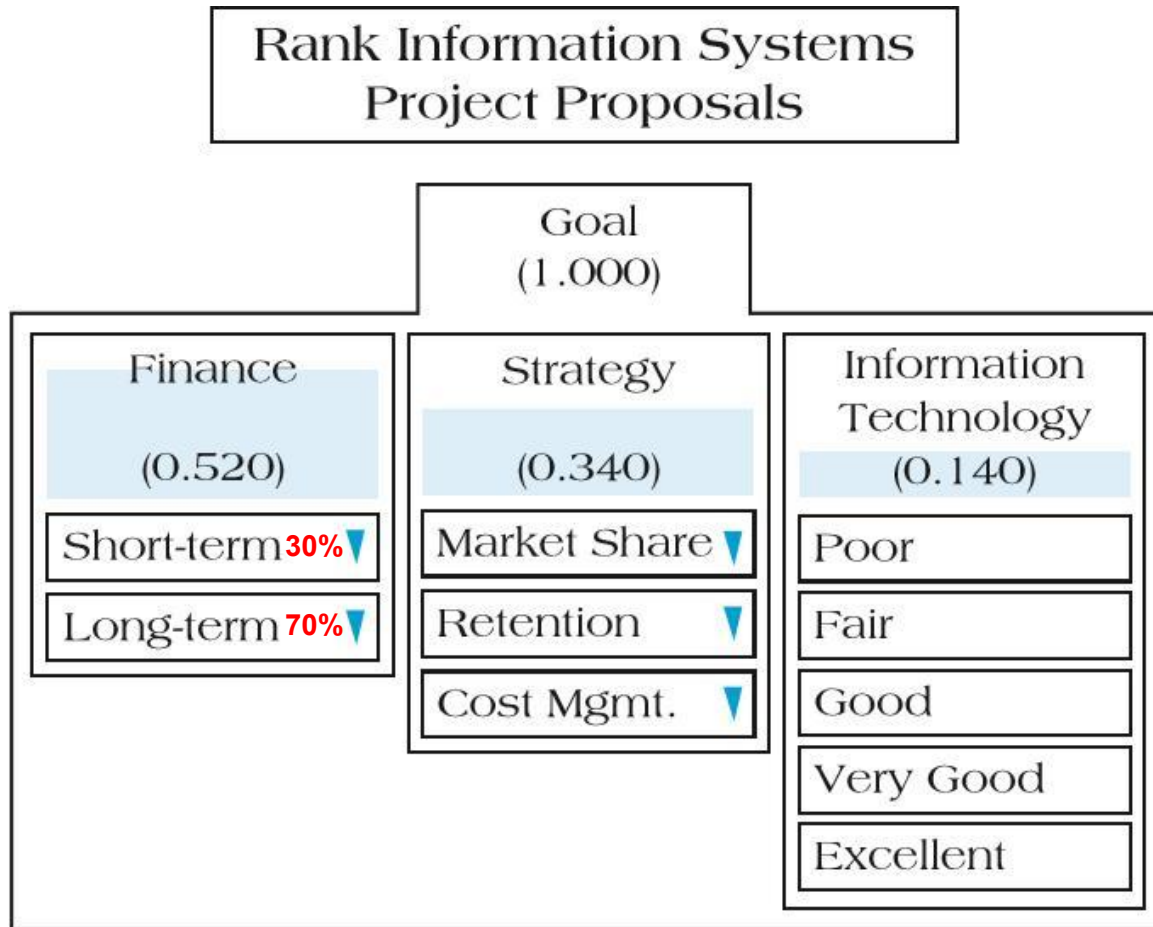 Rank Information Systems
Project Proposals
Goal
(1.000)
Finance
(0.520)
Short-term 30%
Long-term 70%
Strategy
(0.340)
Market Share
Retention
Cost Mgmt.
Information
Technology
(0.140)
Poor
Fair
Good
Very Good
Excellent